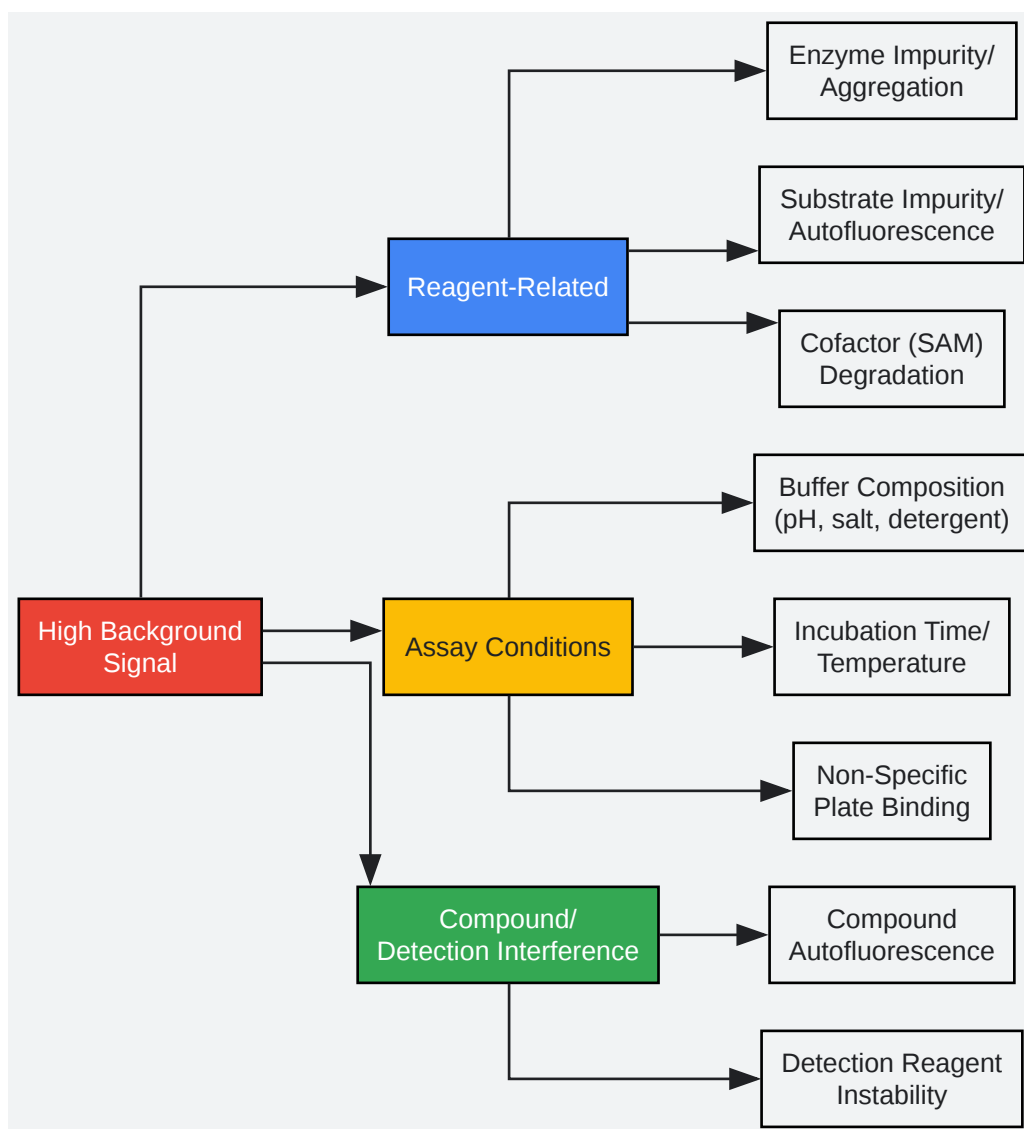 Enzyme Impurity/
Aggregation
Substrate Impurity/
Autofluorescence
Reagent-Related
Cofactor (SAM)
Degradation
Buffer Composition
(pH, salt, detergent)
High Background
Signal
Assay Conditions
Incubation Time/
Temperature
Non-Specific
Plate Binding
Compound/
Detection Interference
Compound
Autofluorescence
Detection Reagent
Instability